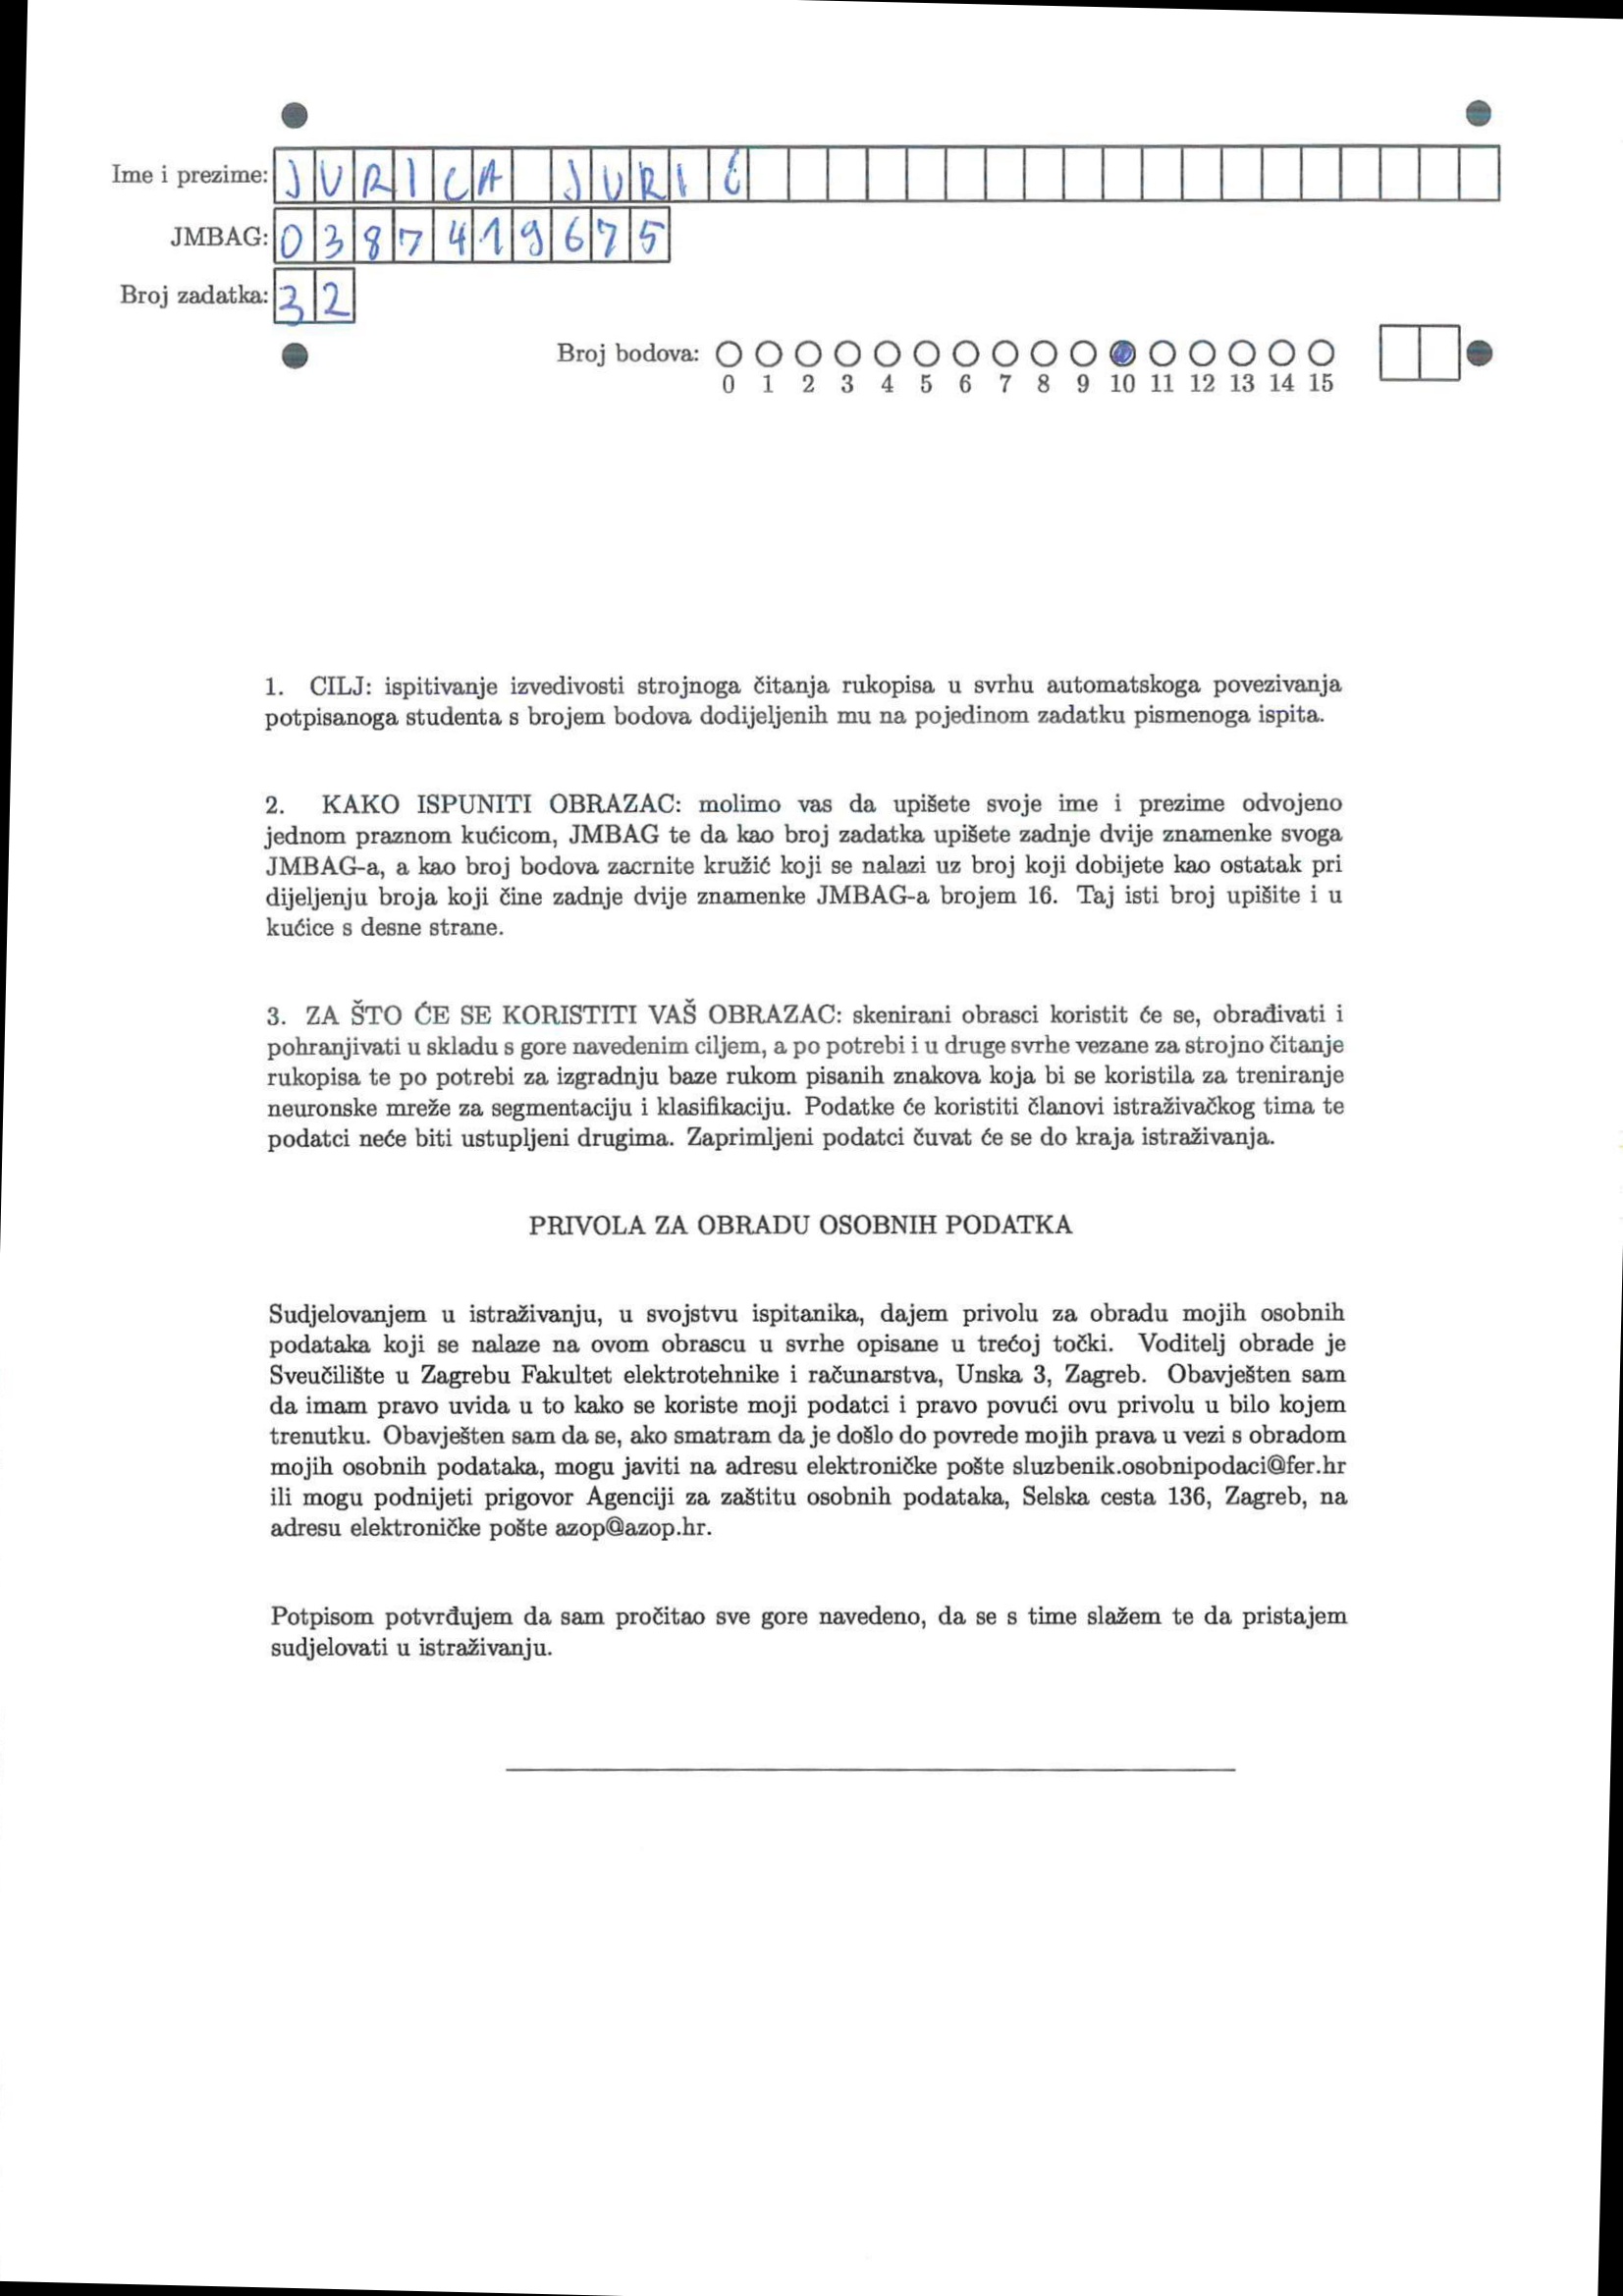 Ime i prezime: JURICA JURIĆ
JMBAG: 0387419675
Broj zadatka: 32
Broj bodova:
0 1 2 3 4 5 6 7 8 9 10 11 12 13 14 15
1. CILJ: ispitivanje izvedivosti strojnoga čitanja rukopisa u svrhu automatskoga povezivanja
potpisanoga studenta s brojem bodova dodijeljenih mu na pojedinom zadatku pismenoga ispita.
2. KAKO ISPUNITI OBRAZAC: molimo vas da upišete svoje ime i prezime odvojeno
jednom praznom kućicom, JMBAG te da kao broj zadatka upišete zadnje dvije znamenke svoga
JMBAG-a, a kao broj bodova zacrnite kružić koji se nalazi uz broj koji dobijete kao ostatak pri
dijeljenju broja koji čine zadnje dvije znamenke JMBAG-a brojem 16. Taj isti broj upišite i u
kućice s desne strane.
3. ZA ŠTO ĆE SE KORISTITI VAŠ OBRAZAC: skenirani obrasci koristit će se, obrađivati i
pohranjivati u skladu s gore navedenim ciljem, a po potrebi i u druge svrhe vezane za strojno čitanje
rukopisa te po potrebi za izgradnju baze rukom pisanih znakova koja bi se koristila za treniranje
neuronske mreže za segmentaciju i klasifikaciju. Podatke će koristiti članovi istraživačkog tima te
podatci neće biti ustupljeni drugima. Zaprimljeni podatci čuvat će se do kraja istraživanja.
PRIVOLA ZA OBRADU OSOBNIH PODATKA
Sudjelovanjem u istraživanju, u svojstvu ispitanika, dajem privolu za obradu mojih osobnih
podataka koji se nalaze na ovom obrascu u svrhe opisane u trećoj točki. Voditelj obrade je
Sveučilište u Zagrebu Fakultet elektrotehnike i računarstva, Unska 3, Zagreb. Obavješten sam
da imam pravo uvida u to kako se koriste moji podatci i pravo povući ovu privolu u bilo kojem
trenutku. Obavješten sam da se, ako smatram da je došlo do povrede mojih prava u vezi s obradom
mojih osobnih podataka, mogu javiti na adresu elektroničke pošte sluzbenik.osobnipodaci@fer.hr
ili mogu podnijeti prigovor Agenciji za zaštitu osobnih podataka, Selska cesta 136, Zagreb, na
adresu elektroničke pošte azop@azop.hr.
Potpisom potvrđujem da sam pročitao sve gore navedeno, da se s time slažem te da pristajem
sudjelovati u istraživanju.